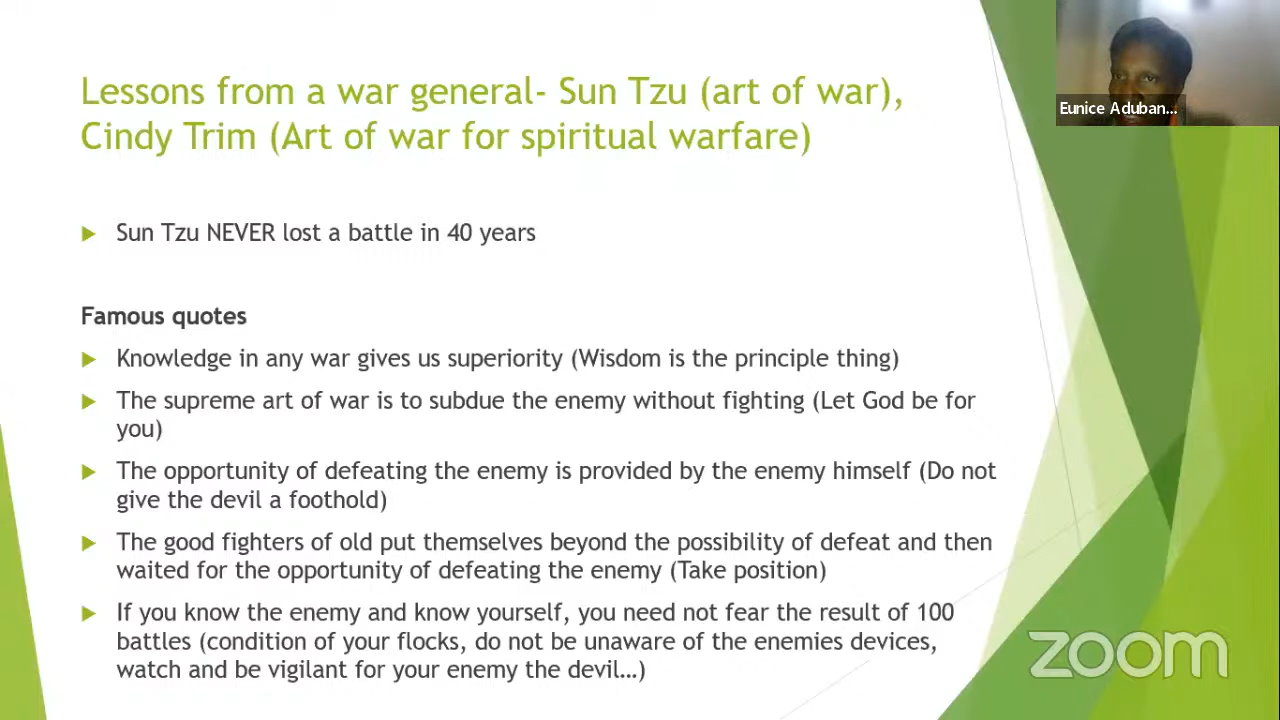 Lessons from a war general- Sun Tzu (art of war),
Cindy Trim (Art of war for spiritual warfare)
Eunice Aduban...
Sun Tzu NEVER lost a battle in 40 years
Famous quotes
Knowledge in any war gives us superiority (Wisdom is the principle thing)
The supreme art of war is to subdue the enemy without fighting (Let God be for
you)
The opportunity of defeating the enemy is provided by the enemy himself (Do not
give the devil a foothold)
The good fighters of old put themselves beyond the possibility of defeat and then
waited for the opportunity of defeating the enemy (Take position)
If you know the enemy and know yourself, you need not fear the result of 100
battles (condition of your flocks, do not be unaware of the enemies devices,
watch and be vigilant for your enemy the devil…)
zoom